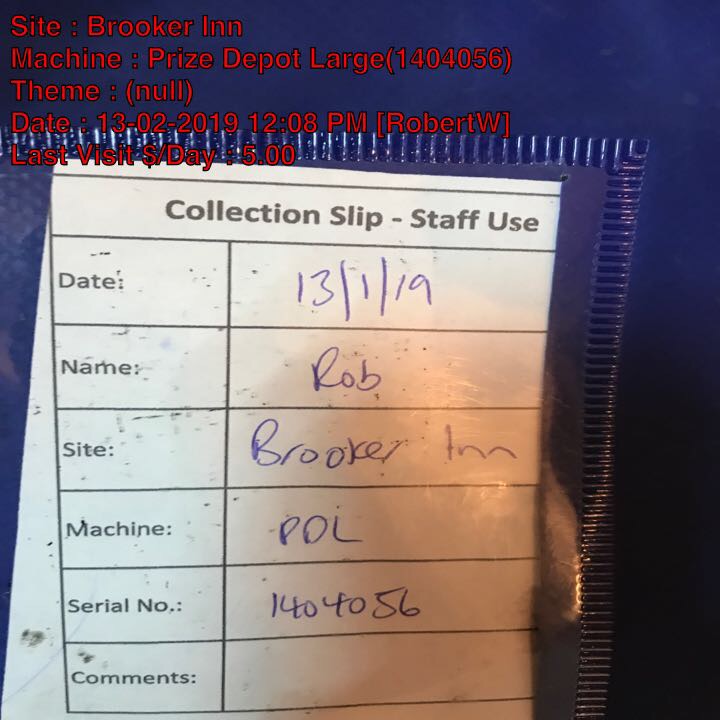 Site : Brooker Inn
Machine : Prize Depot Large(1404056)
Theme : (null)
Date : 13-02-2019 12:08 PM [RobertW]
Last Visit $/Day : 5.00
Collection Slip - Staff Use
Date: 13/1/19
Name: Rob
Site: Brooker Inn
Machine: PDL
Serial No.: 1404056
Comments: